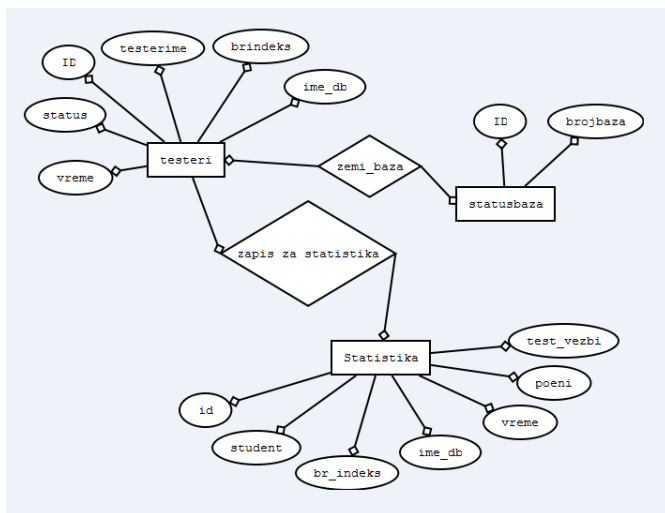 testerime
brindeks
ID
ime_db
status
ID
brojbaza
testeri
zemi_baza
vreme
statusbaza
zapis za statistika
test_vezbi
Statistika
poeni
id
vreme
student
ime_db
br_indeks